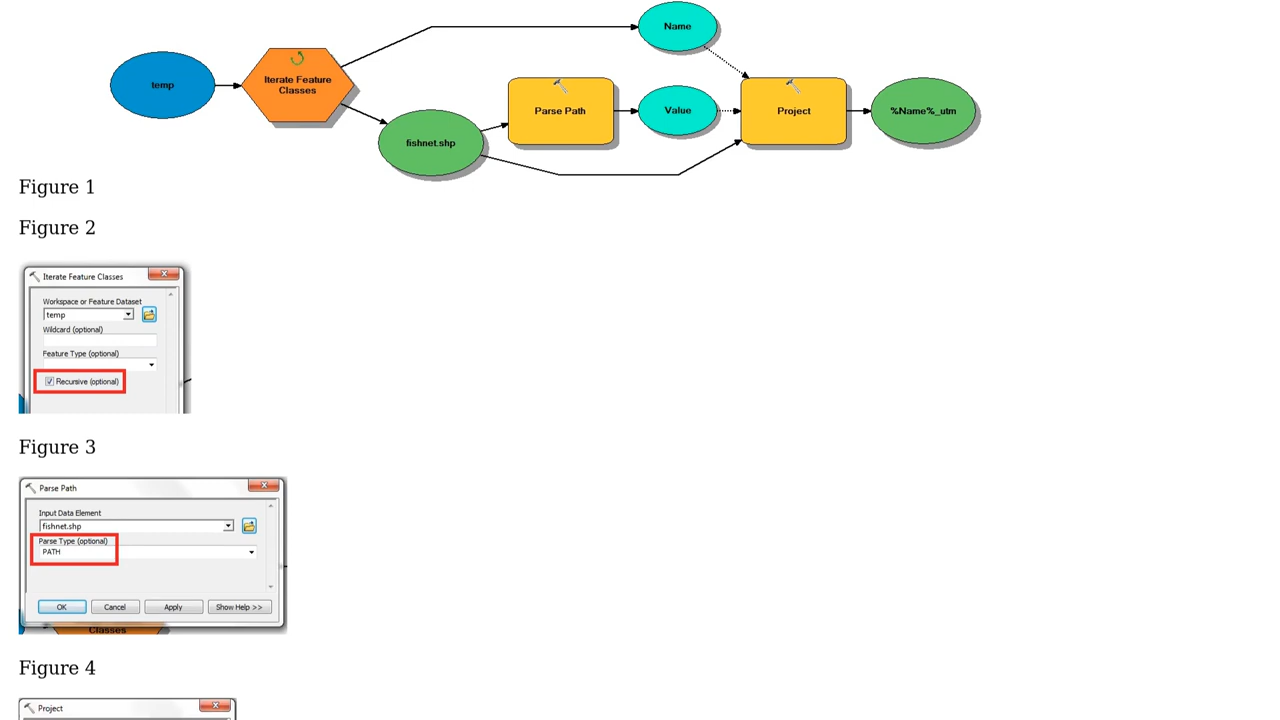 Name
temp
Iterate Feature
Classes
Parse Path
Value
Project
%Name%_utm
fishnet.shp
Figure 1
Figure 2
Iterate Feature Classes
Workspace or Feature Dataset
temp
Wildcard (optional)
Feature Type (optional)
Recursive (optional)
Figure 3
Parse Path
Input Data Element
fishnet.shp
Parse Type (optional)
PATH
OK Cancel Apply Show Help >>
Classes
Figure 4
Project